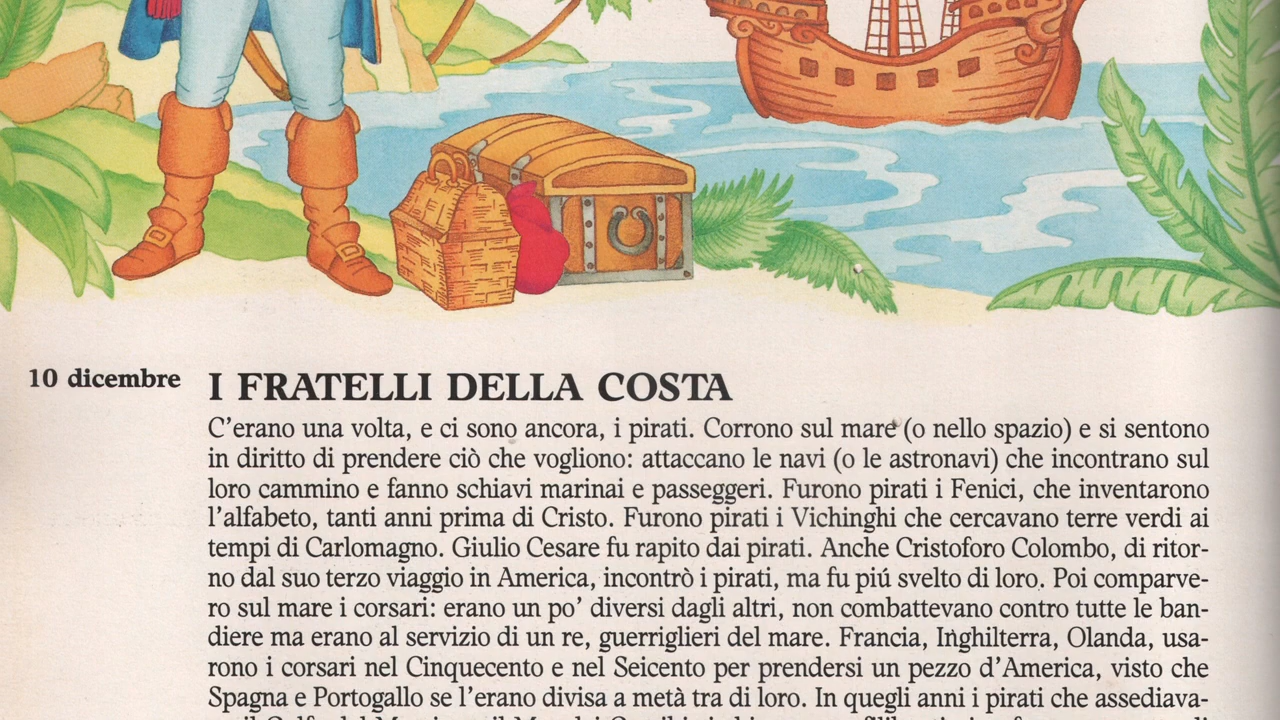 10 dicembre
I FRATELLI DELLA COSTA
C'erano una volta, e ci sono ancora, i pirati. Corrono sul mare (o nello spazio) e si sentono
in diritto di prendere ciò che vogliono: attaccano le navi (o le astronavi) che incontrano sul
loro cammino e fanno schiavi marinai e passeggeri. Furono pirati i Fenici, che inventarono
l'alfabeto, tanti anni prima di Cristo. Furono pirati i Vichinghi che cercavano terre verdi ai
tempi di Carlomagno. Giulio Cesare fu rapito dai pirati. Anche Cristoforo Colombo, di ritor-
no dal suo terzo viaggio in America, incontrò i pirati, ma fu piú svelto di loro. Poi comparve-
ro sul mare i corsari: erano un po' diversi dagli altri, non combattevano contro tutte le ban-
diere ma erano al servizio di un re, guerriglieri del mare. Francia, Inghilterra, Olanda, usa-
rono i corsari nel Cinquecento e nel Seicento per prendersi un pezzo d'America, visto che
Spagna e Portogallo se l'erano divisa a metà tra di loro. In quegli anni i pirati che assediava-